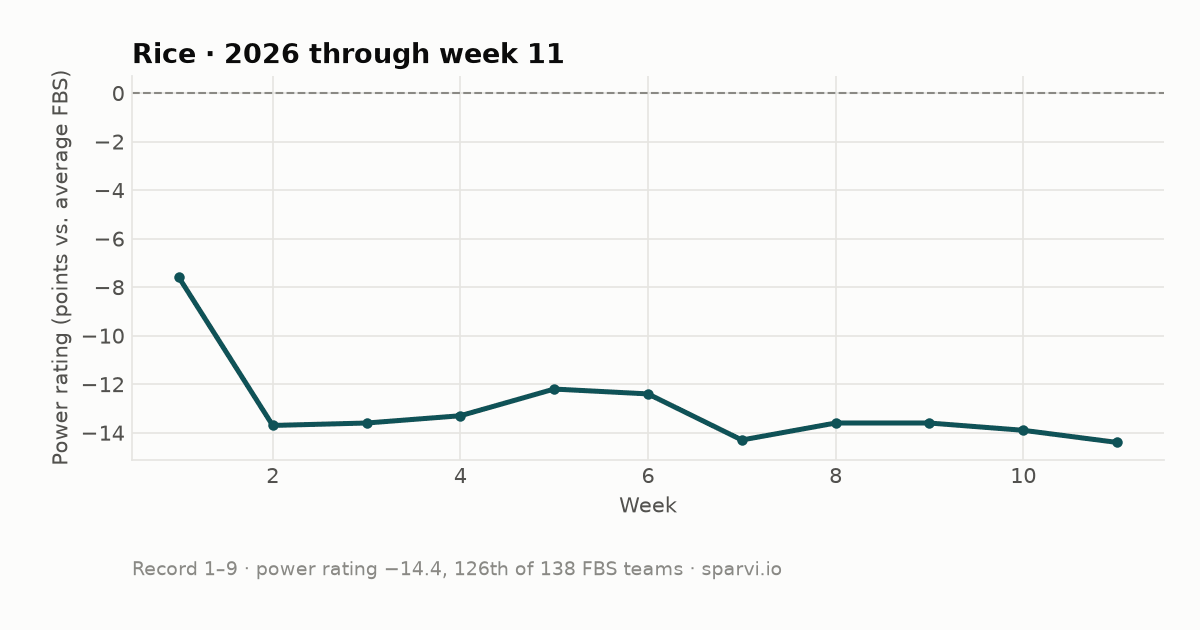 Rice · 2026 through week 11
Power rating (points vs. average FBS)
0
−2
−4
−6
−8
−10
−12
−14
2 4 6 8 10
Week
Record 1–9 · power rating −14.4, 126th of 138 FBS teams · sparvi.io